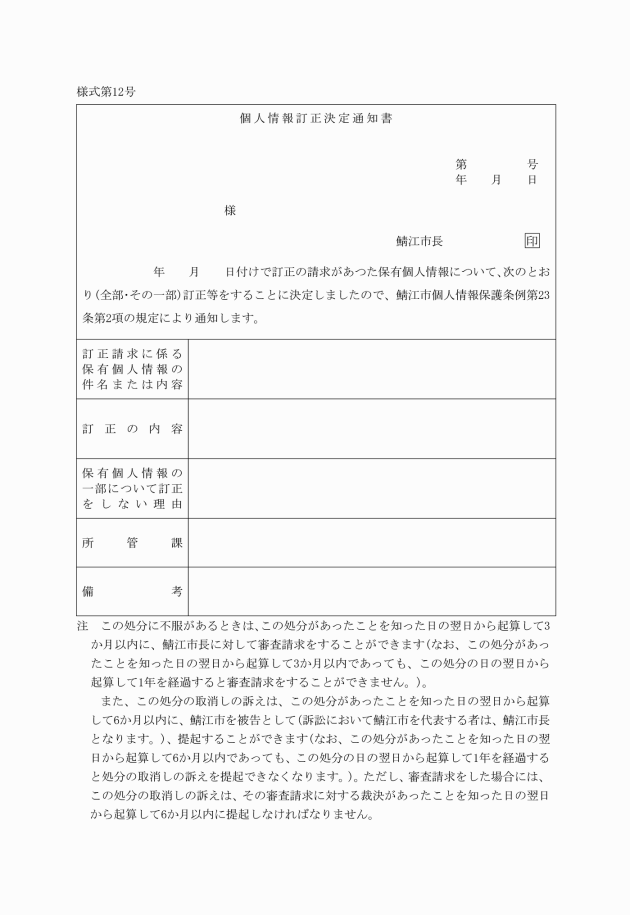 様式第12号
個人情報訂正決定通知書
第　　　　　号
年　　月　　日
様
鯖江市長　　　　　　　印
年　　月　　日付けで訂正の請求があつた保有個人情報について、次のとお
り(全部・その一部)訂正等をすることに決定しましたので、鯖江市個人情報保護条例第23
条第2項の規定により通知します。
訂正請求に係る
保有個人情報の
件名または内容
訂正の内容
保有個人情報の
一部について訂正
をしない理由
所管課
備考
注　この処分に不服があるときは、この処分があったことを知った日の翌日から起算して3
か月以内に、鯖江市長に対して審査請求をすることができます(なお、この処分があっ
たことを知った日の翌日から起算して3か月以内であっても、この処分の日の翌日から
起算して1年を経過すると審査請求をすることができません。)。
また、この処分の取消しの訴えは、この処分があったことを知った日の翌日から起算
して6か月以内に、鯖江市を被告として(訴訟において鯖江市を代表する者は、鯖江市長
となります。)、提起することができます(なお、この処分があったことを知った日の翌
日から起算して6か月以内であっても、この処分の日の翌日から起算して1年を経過する
と処分の取消しの訴えを提起できなくなります。)。ただし、審査請求をした場合には、
この処分の取消しの訴えは、その審査請求に対する裁決があったことを知った日の翌日
から起算して6か月以内に提起しなければなりません。